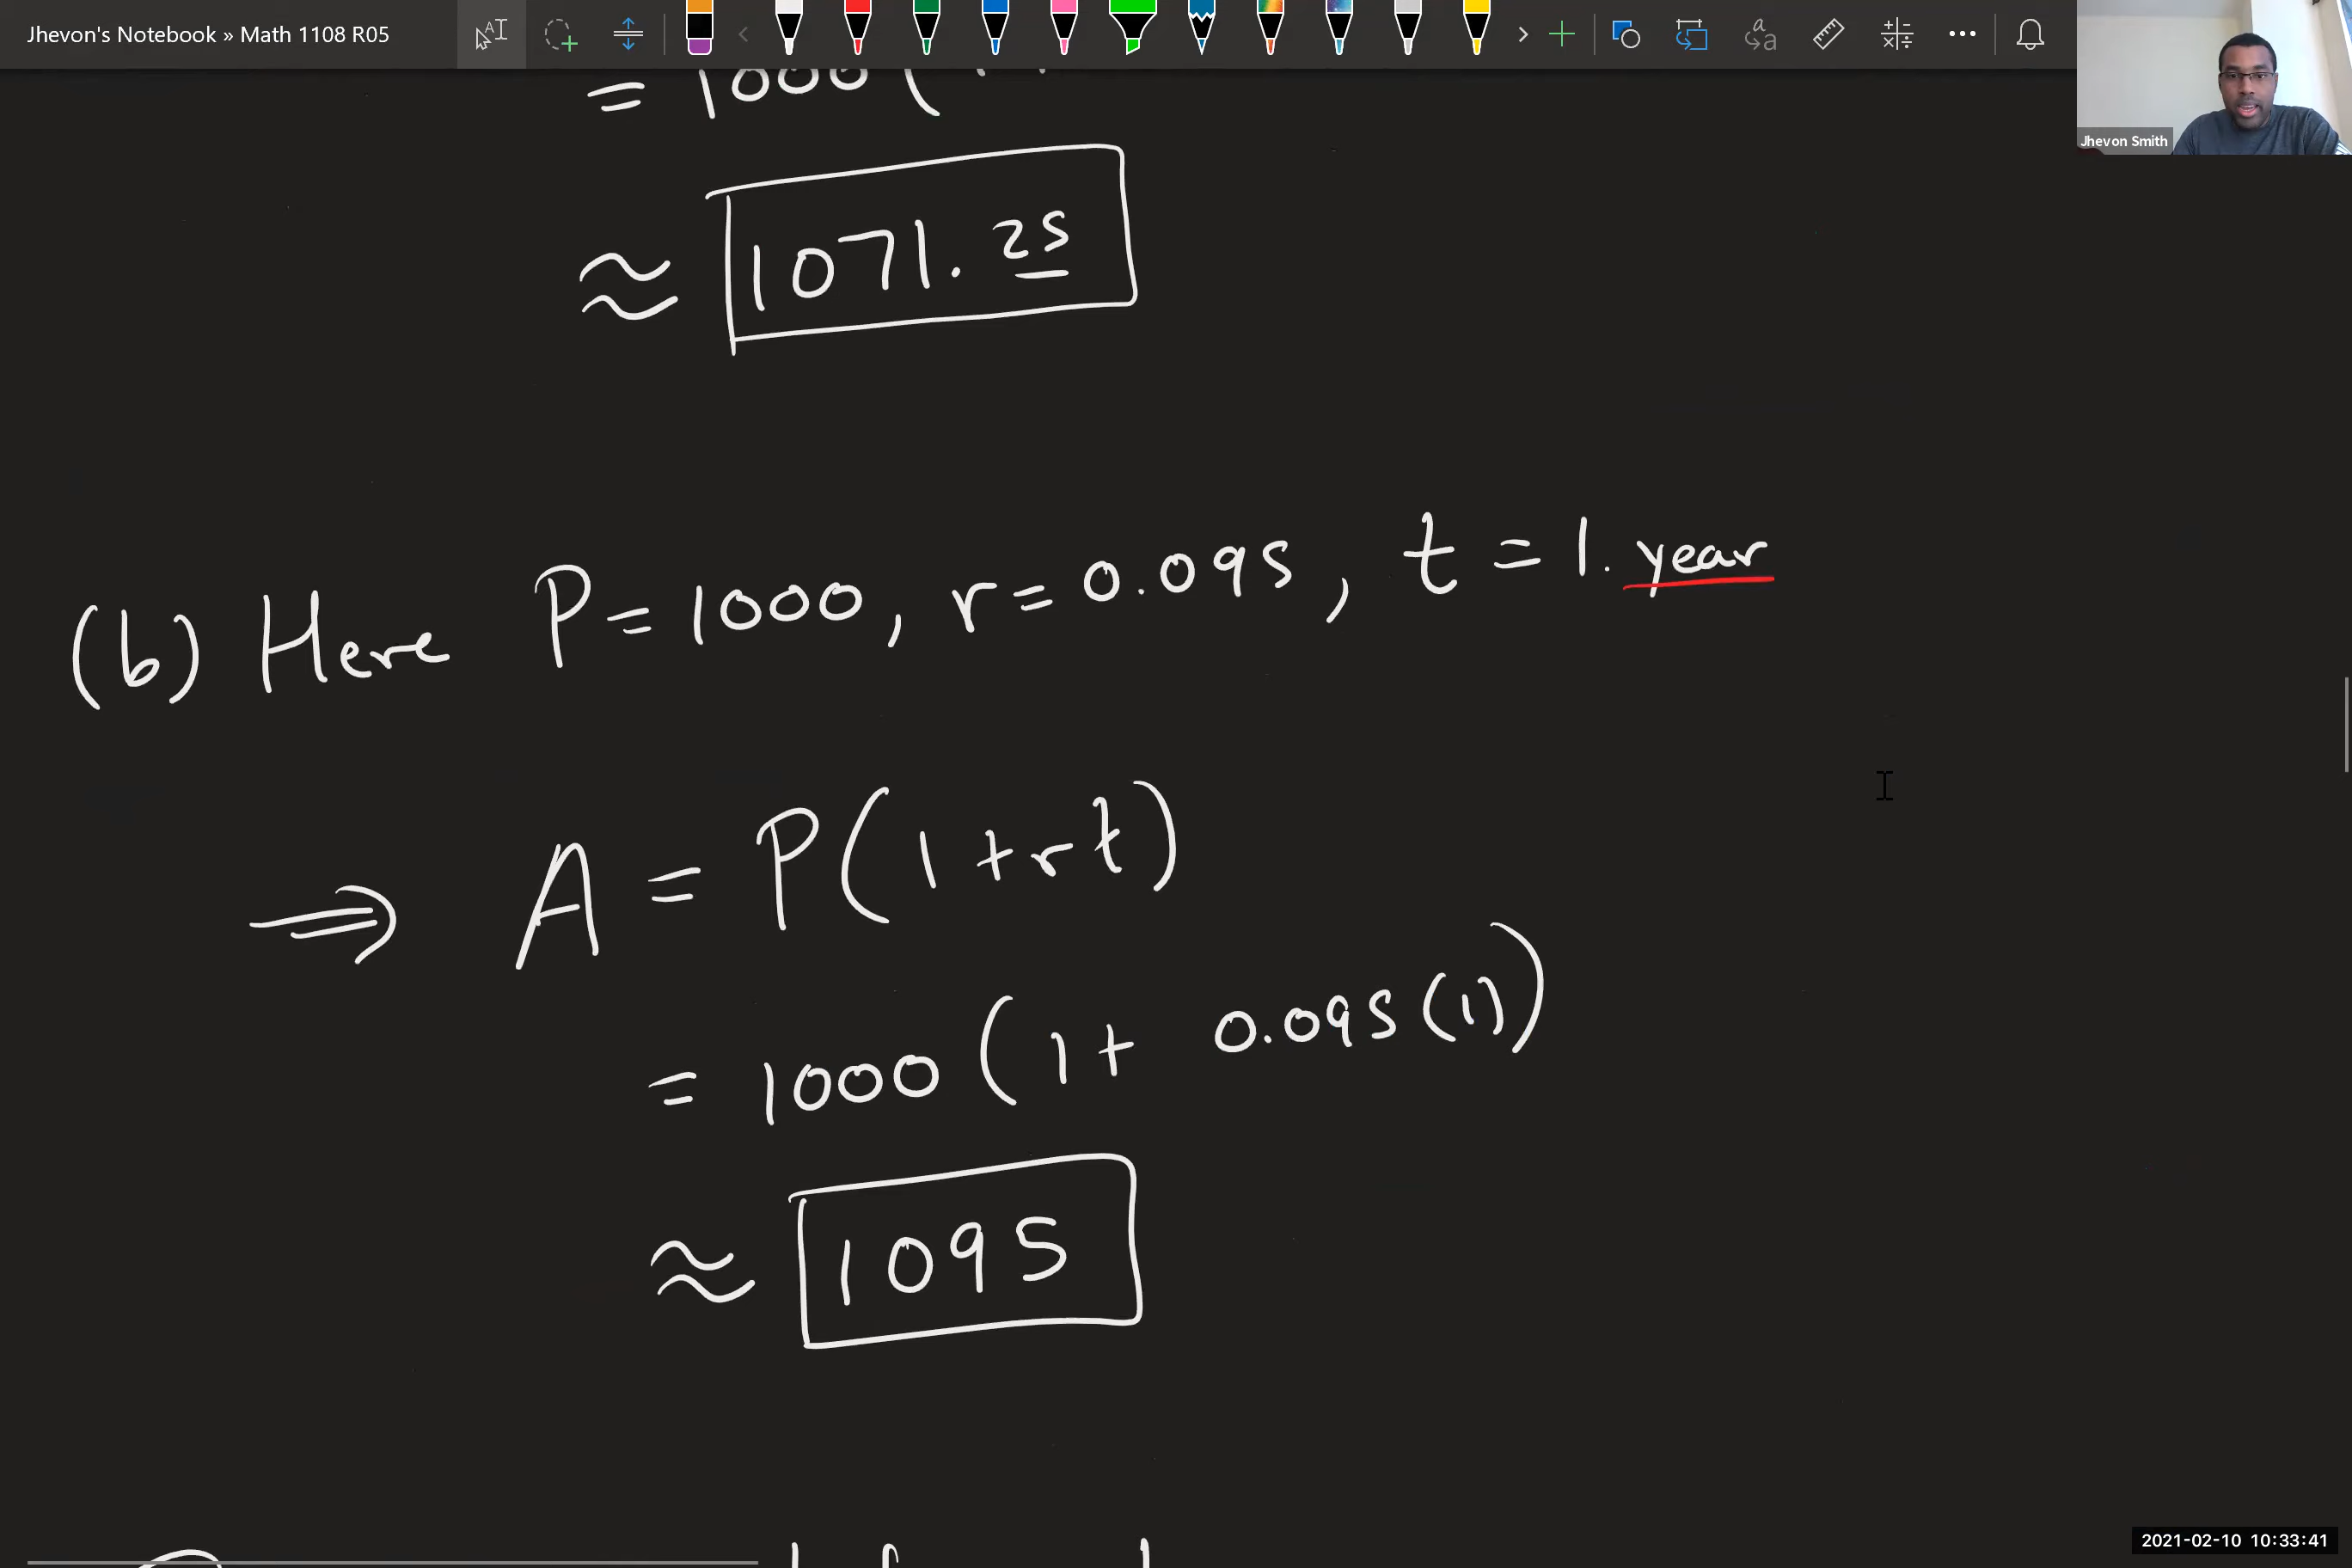 Jhevon's Notebook » Math 1108 R05
Jhevon Smith
= 1000 (
≈ 1071.25
(b) Here P = 1000, r = 0.095, t = 1. year
⇒ A = P(1 + rt)
= 1000 (1 + 0.095(1))
≈ 1095
2021-02-10 10:33:41